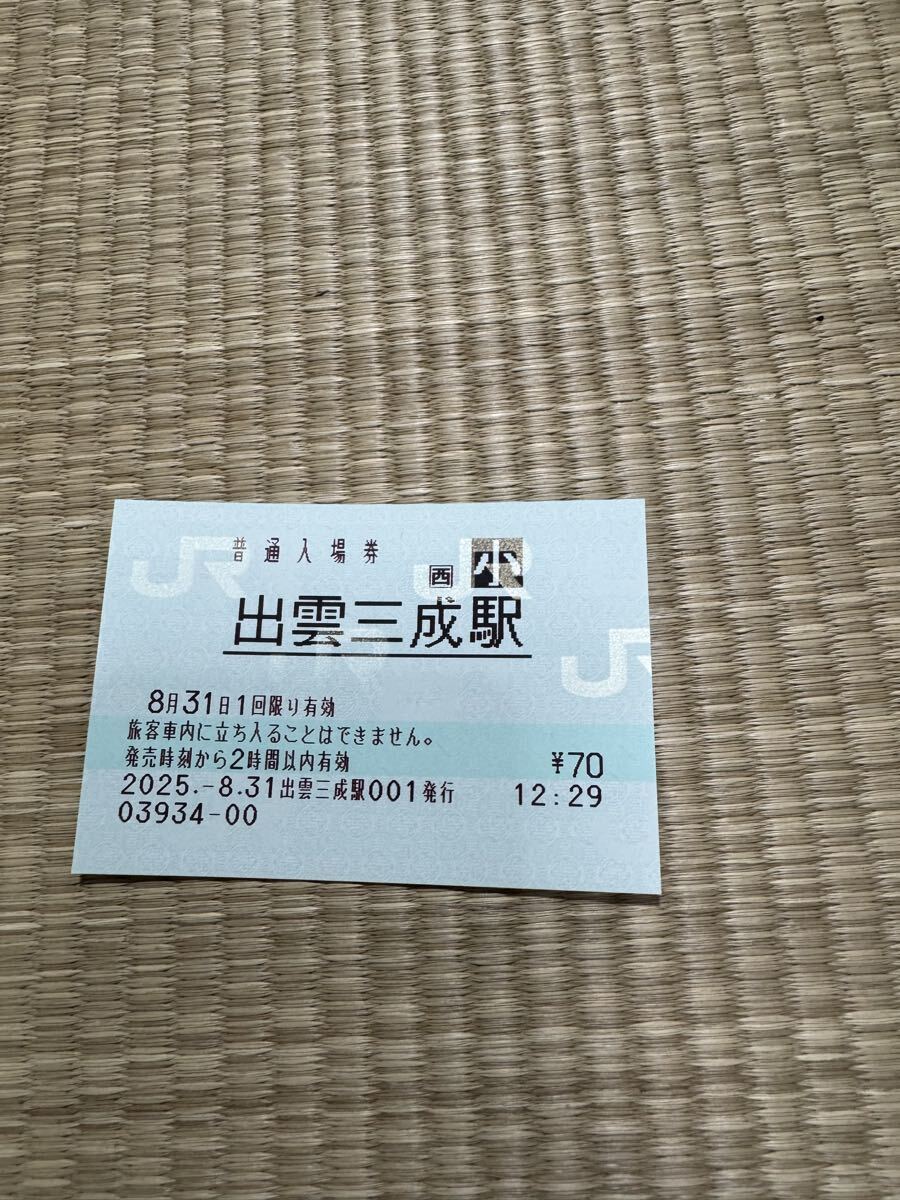 普通入場券
西 小
出雲三成駅
8月31日1回限り有効
旅客車内に立ち入ることはできません。
発売時刻から2時間以内有効 ¥70
2025.-8.31出雲三成駅001発行 12:29
03934-00
JR
JR
JR